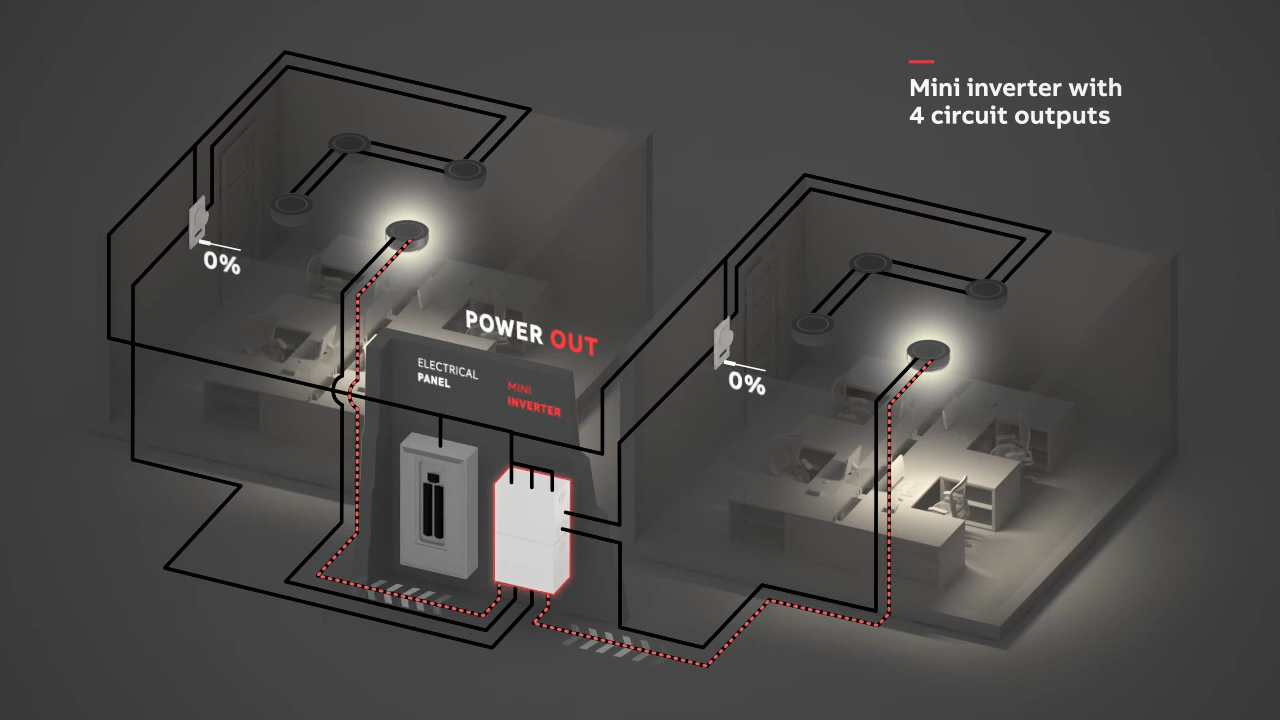 Mini inverter with
4 circuit outputs
0%
POWER OUT
ELECTRICAL
PANEL
MINI
INVERTER
0%